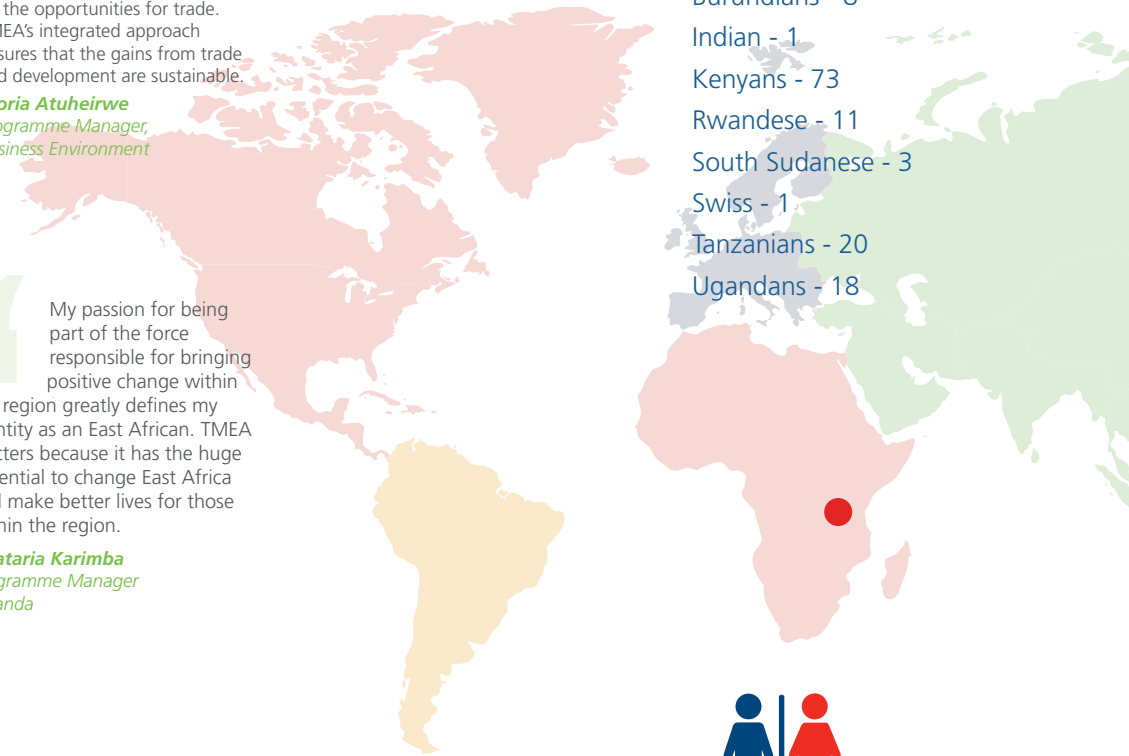 the opportunities for trade.
MEA's integrated approach
sures that the gains from trade
d development are sustainable.
oria Atuheirwe
ogramme Manager,
siness Environment
My passion for being
part of the force
responsible for bringing
positive change within
region greatly defines my
ntity as an East African. TMEA
tters because it has the huge
ential to change East Africa
d make better lives for those
hin the region.
ataria Karimba
gramme Manager
anda
Burundians - 8
Indian - 1
Kenyans - 73
Rwandese - 11
South Sudanese - 3
Swiss - 1
Tanzanians - 20
Ugandans - 18